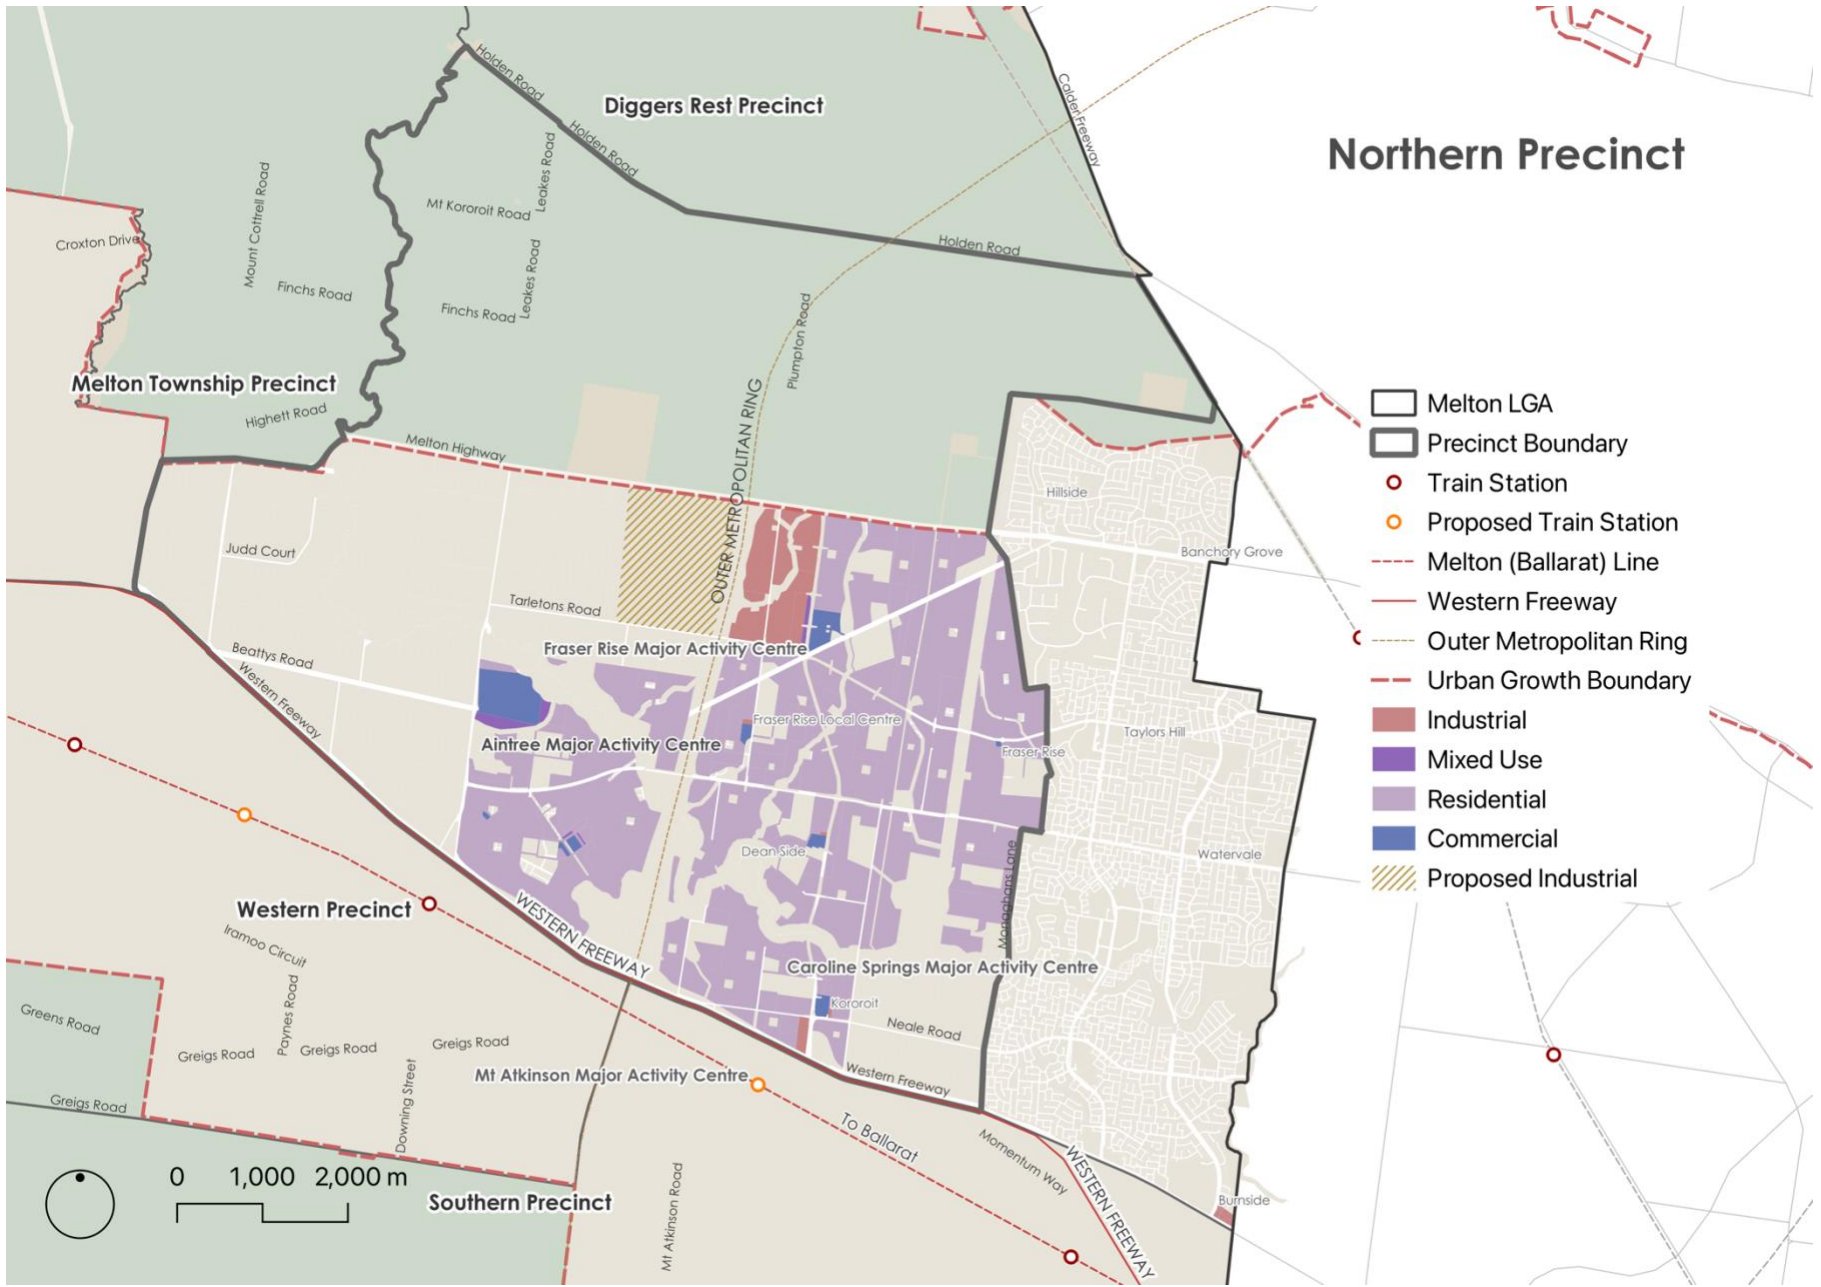 Northern Precinct
Diggers Rest Precinct
Holden Road
Holden Road
Calder Freeway
Leakes Road
Mt Kororoit Road
Mount Cottrell Road
Croxton Drive
Holden Road
Leakes Road
Finchs Road
Finchs Road
Plumpton Road
Melton Township Precinct
Highett Road
Melton Highway
OUTER METROPOLITAN RING
Hillside
Banchory Grove
Judd Court
Tarletons Road
Fraser Rise Major Activity Centre
Beattys Road
Western Freeway
Fraser Rise Local Centre
Aintree Major Activity Centre
Fraser Rise
Taylors Hill
Dean Side
Monaghans Lane
Watervale
Western Precinct
WESTERN FREEWAY
Iramoo Circuit
Caroline Springs Major Activity Centre
Kororoit
Neale Road
Greens Road
Paynes Road
Greigs Road
Greigs Road
Greigs Road
Mt Atkinson Major Activity Centre
Western Freeway
Greigs Road
Downing Street
To Ballarat
Momentum Way
WESTERN FREEWAY
Burnside
Southern Precinct
Mt Atkinson Road
0 1,000 2,000 m
Melton LGA
Precinct Boundary
Train Station
Proposed Train Station
Melton (Ballarat) Line
Western Freeway
Outer Metropolitan Ring
Urban Growth Boundary
Industrial
Mixed Use
Residential
Commercial
Proposed Industrial